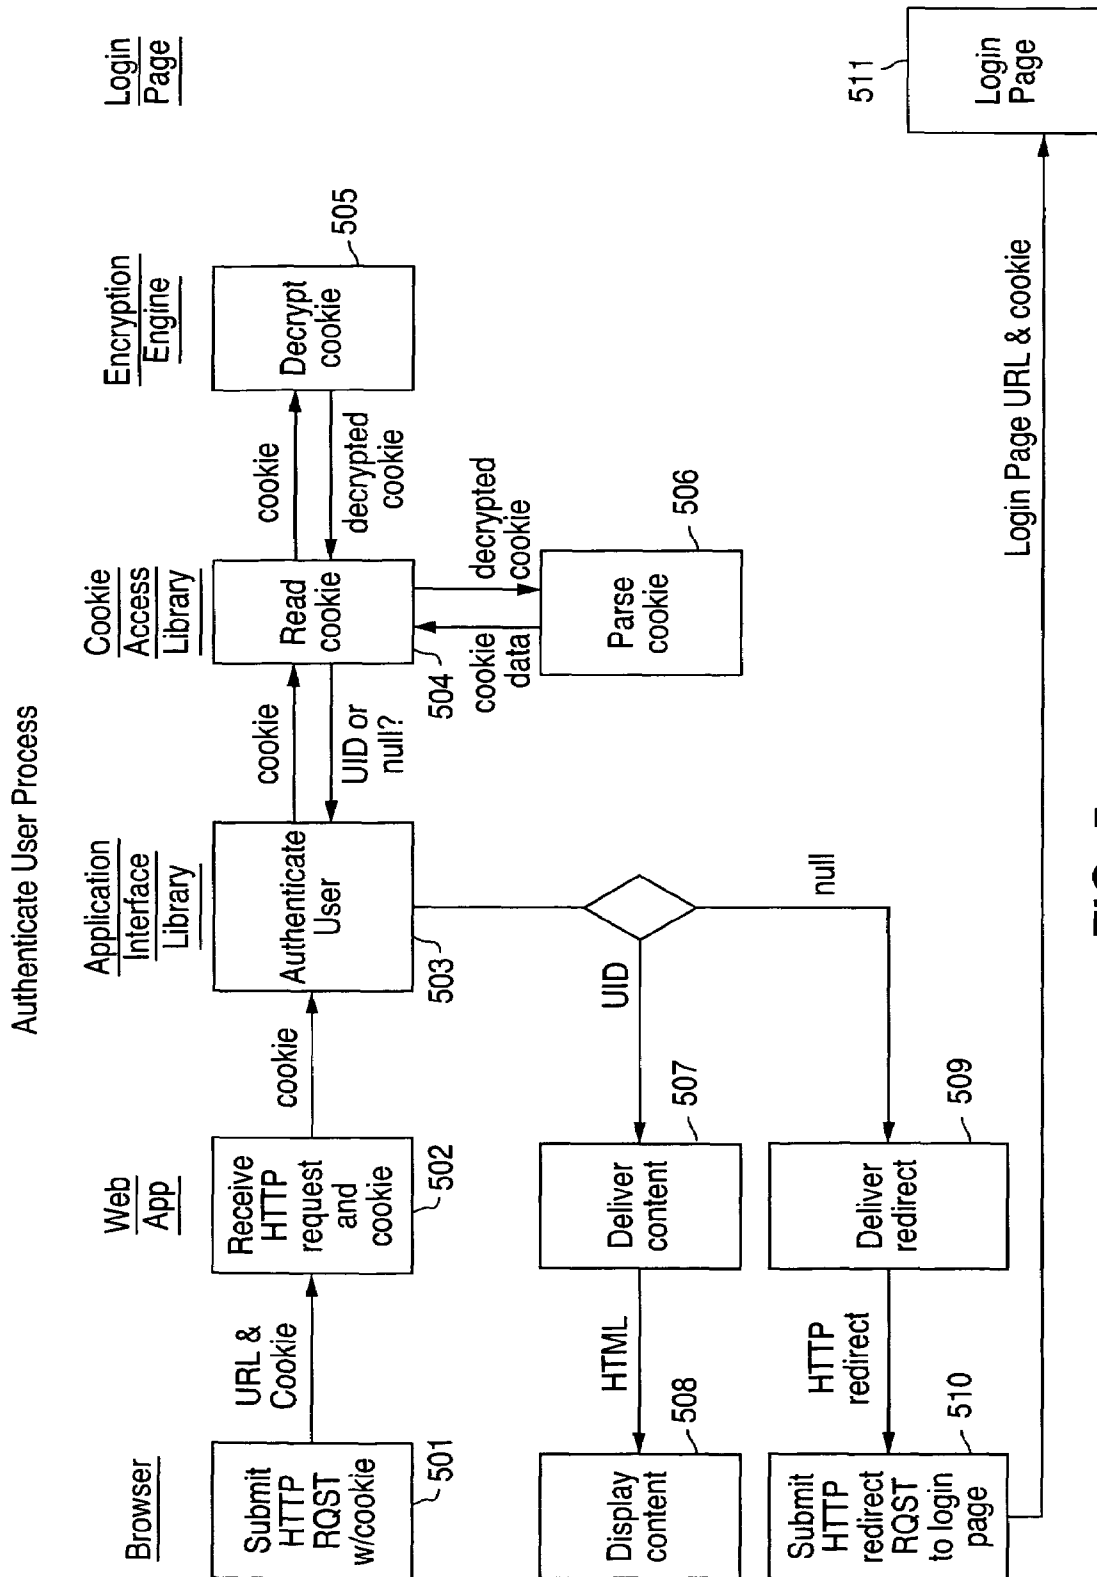 Authenticate User Process
Browser
Web
App
Application
Interface
Library
Cookie
Access
Library
Encryption
Engine
Login
Page
Submit
HTTP
RQST
w/cookie
501
URL &
Cookie
Receive
HTTP
request
and
cookie
502
cookie
Authenticate
User
503
cookie
UID or
null?
Read
cookie
504
cookie
decrypted
cookie
Decrypt
cookie
505
cookie
data
decrypted
cookie
Parse
cookie
506
UID
null
Deliver
content
507
HTML
Display
content
508
Deliver
redirect
509
HTTP
redirect
Submit
HTTP
redirect
RQST
to login
page
510
Login Page URL & cookie
Login
Page
511